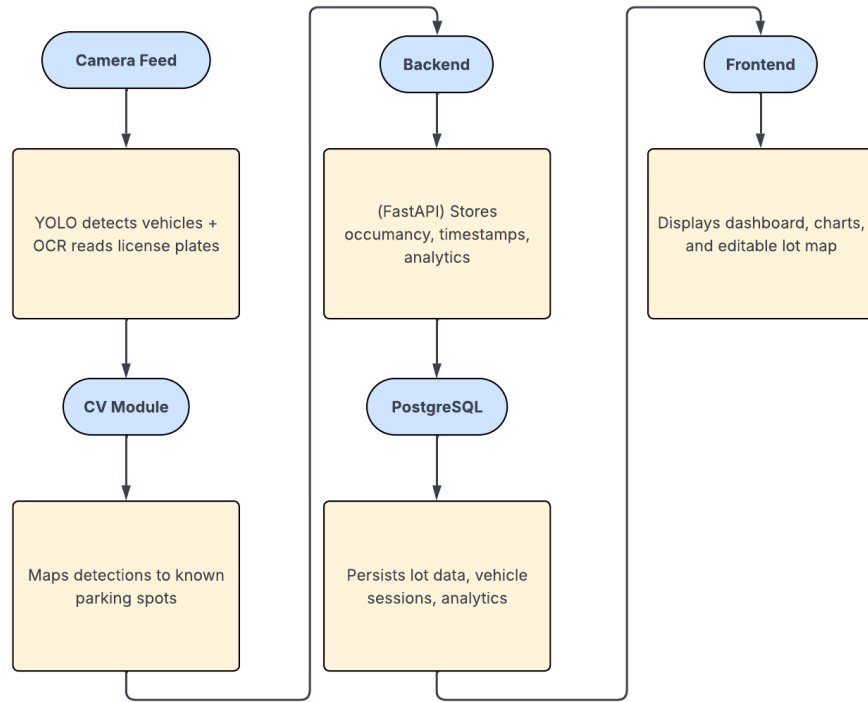 Camera Feed
YOLO detects vehicles +
OCR reads license plates
CV Module
Maps detections to known
parking spots
Backend
(FastAPI) Stores
occumancy, timestamps,
analytics
PostgreSQL
Persists lot data, vehicle
sessions, analytics
Frontend
Displays dashboard, charts,
and editable lot map